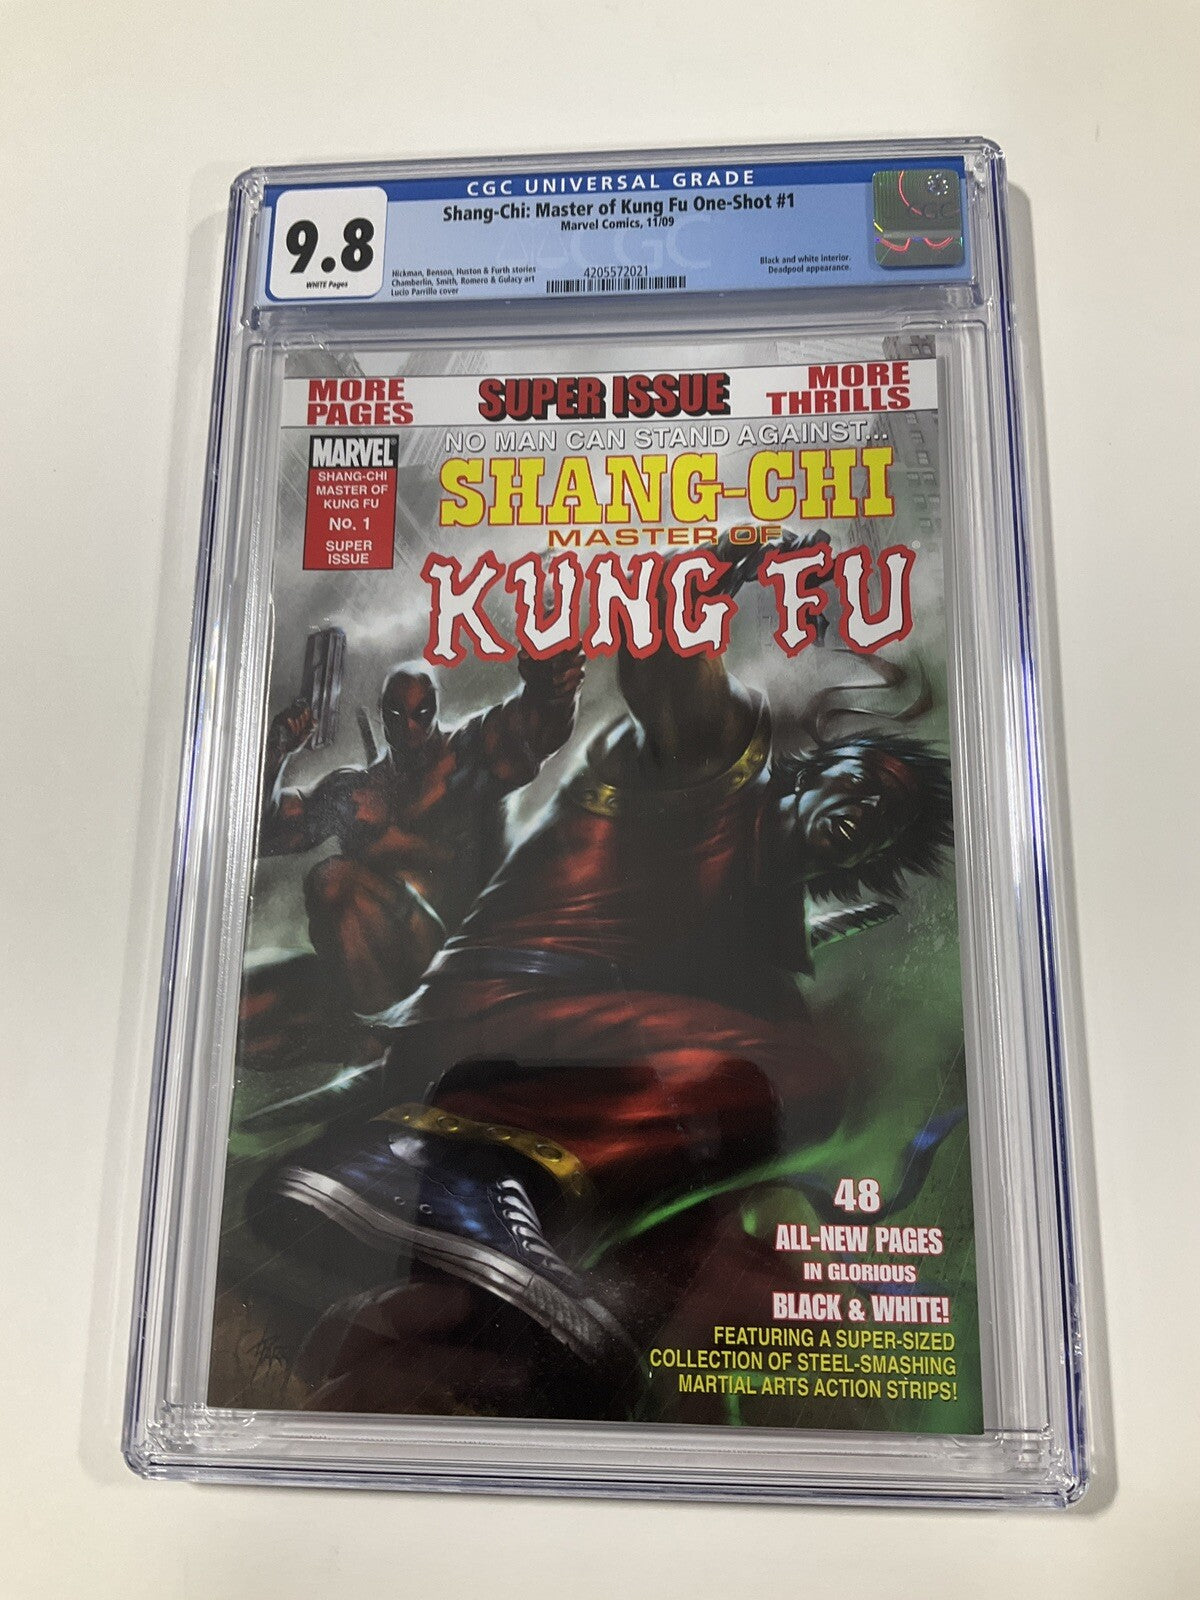 CGC UNIVERSAL GRADE
9.8
WHITE Pages
Shang-Chi: Master of Kung Fu One-Shot #1
Marvel Comics, 11/09
Hickman, Benson, Huston & Furth stories
Chamberlin, Smith, Romero & Gulacy art
Lucio Parrillo cover
4205572021
Black and white interior.
Deadpool appearance.
CGC
MORE
PAGES
SUPER ISSUE
MORE
THRILLS
MARVEL
SHANG-CHI
MASTER OF
KUNG FU
No. 1
SUPER
ISSUE
NO MAN CAN STAND AGAINST...
SHANG-CHI
MASTER OF
KUNG FU
48
ALL-NEW PAGES
IN GLORIOUS
BLACK & WHITE!
FEATURING A SUPER-SIZED
COLLECTION OF STEEL-SMASHING
MARTIAL ARTS ACTION STRIPS!